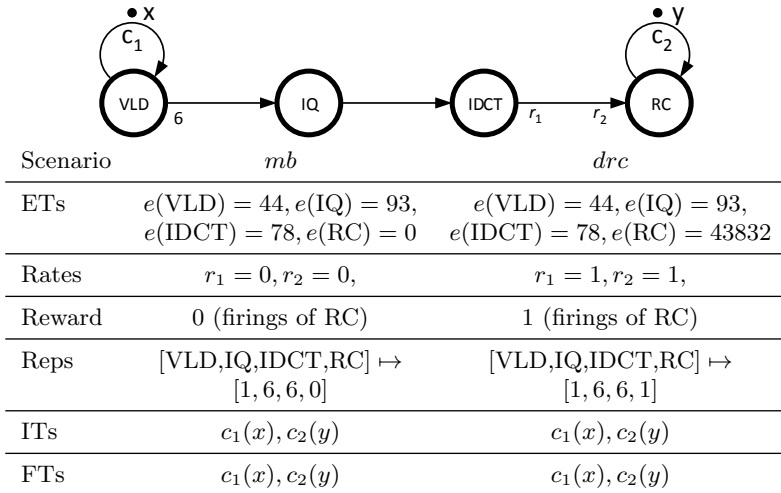 x
y
c1
c2
VLD
IQ
IDCT
RC
6
r1
r2
Scenario mb drc
ETs e(VLD) = 44, e(IQ) = 93, e(VLD) = 44, e(IQ) = 93,
e(IDCT) = 78, e(RC) = 0 e(IDCT) = 78, e(RC) = 43832
Rates r1 = 0, r2 = 0, r1 = 1, r2 = 1,
Reward 0 (firings of RC) 1 (firings of RC)
Reps [VLD,IQ,IDCT,RC] ↦ [VLD,IQ,IDCT,RC] ↦
[1, 6, 6, 0] [1, 6, 6, 1]
ITs c1(x), c2(y) c1(x), c2(y)
FTs c1(x), c2(y) c1(x), c2(y)